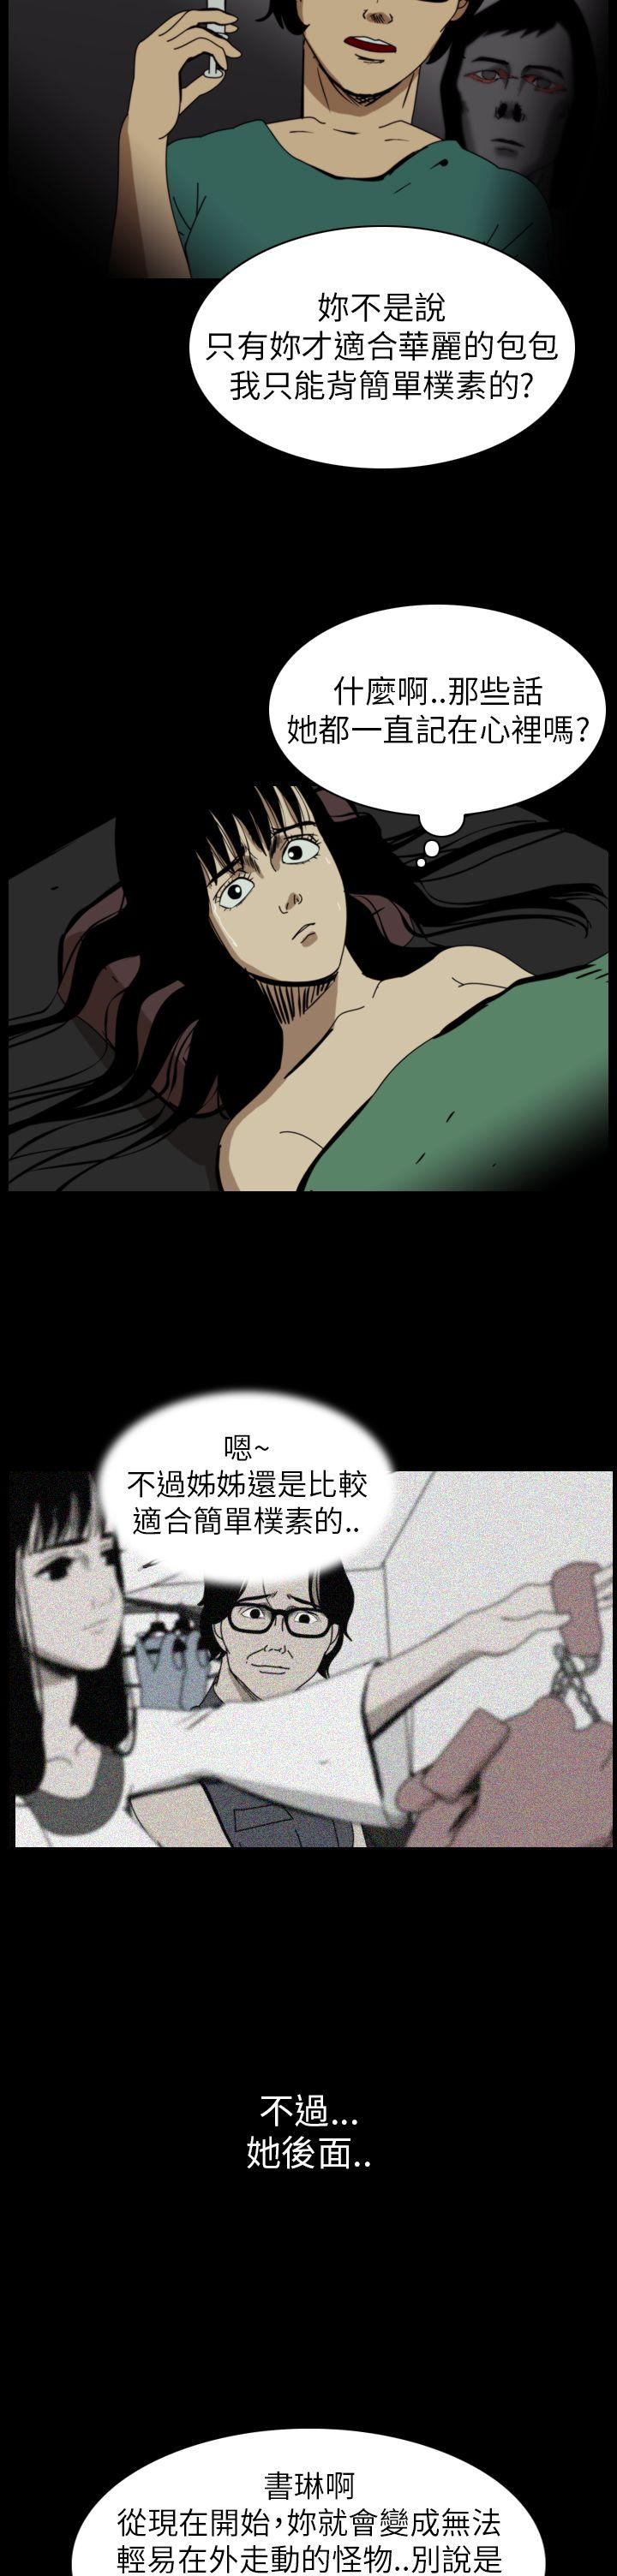 妳不是說
只有妳才適合華麗的包包
我只能背簡單樸素的?
什麼啊..那些話
她都一直記在心裡嗎?
嗯~
不過姊姊還是比較
適合簡單樸素的..
不過...
她後面..
書琳啊
從現在開始,妳就會變成無法
輕易在外走動的怪物..別說是